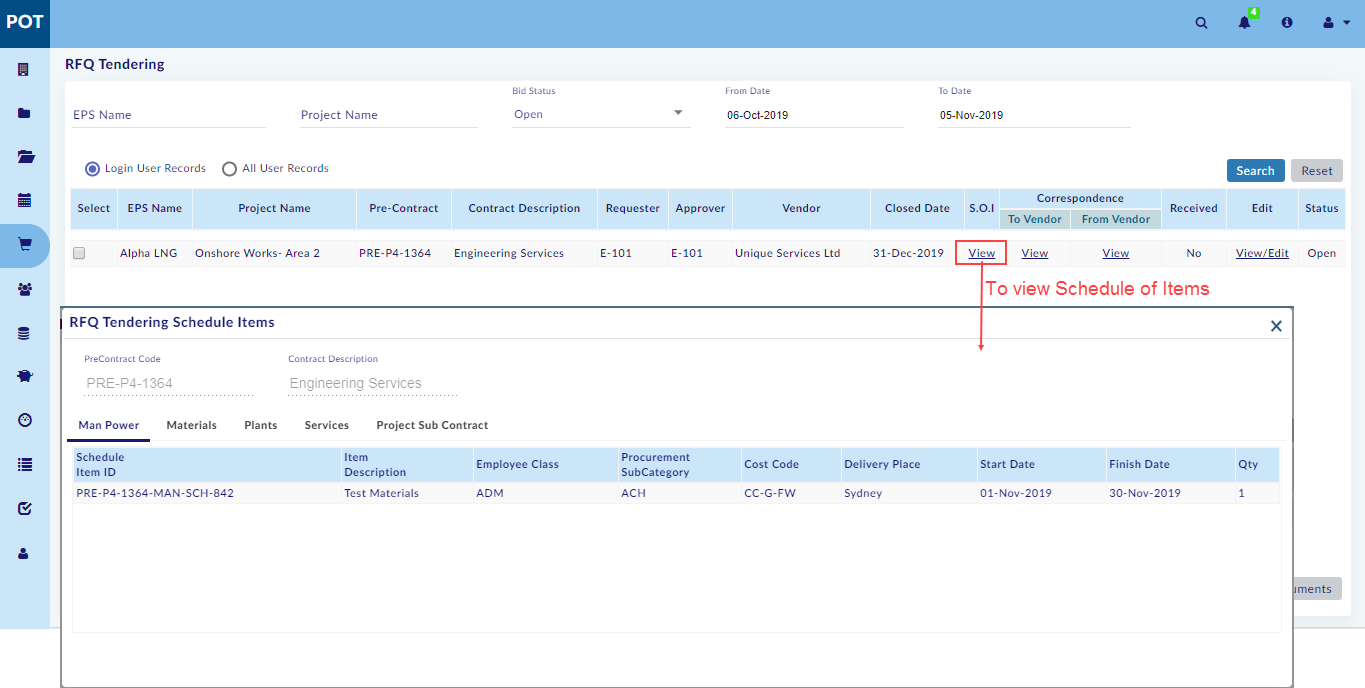 POT
4
RFQ Tendering
EPS Name
Project Name
Bid Status
Open
From Date
06-Oct-2019
To Date
05-Nov-2019
Login User Records
All User Records
Search
Reset
Select
EPS Name
Project Name
Pre-Contract
Contract Description
Requester
Approver
Vendor
Closed Date
S.O.I
Correspondence
To Vendor
From Vendor
Received
Edit
Status
Alpha LNG
Onshore Works- Area 2
PRE-P4-1364
Engineering Services
E-101
E-101
Unique Services Ltd
31-Dec-2019
View
View
View
No
View/Edit
Open
To view Schedule of Items
RFQ Tendering Schedule Items
PreContract Code
PRE-P4-1364
Contract Description
Engineering Services
Man Power
Materials
Plants
Services
Project Sub Contract
Schedule
Item ID
Item
Description
Employee Class
Procurement
SubCategory
Cost Code
Delivery Place
Start Date
Finish Date
Qty
PRE-P4-1364-MAN-SCH-842
Test Materials
ADM
ACH
CC-G-FW
Sydney
01-Nov-2019
30-Nov-2019
1